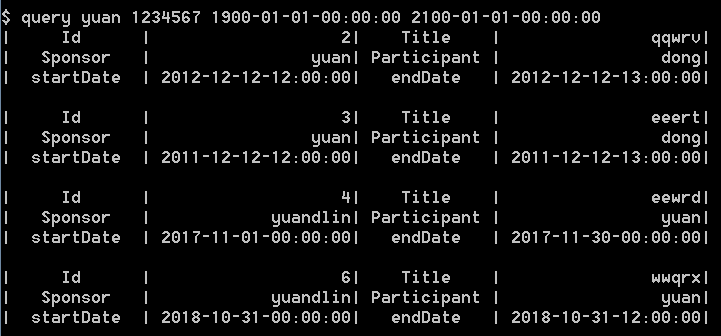 $ query yuan 1234567 1900-01-01-00:00:00 2100-01-01-00:00:00
| Id | 2| Title | qqwrv|
| Sponsor | yuan| Participant | dong|
| startDate | 2012-12-12-12:00:00| endDate | 2012-12-12-13:00:00|
| Id | 3| Title | eeert|
| Sponsor | yuan| Participant | dong|
| startDate | 2011-12-12-12:00:00| endDate | 2011-12-12-13:00:00|
| Id | 4| Title | eewrd|
| Sponsor | yuandlin| Participant | yuan|
| startDate | 2017-11-01-00:00:00| endDate | 2017-11-30-00:00:00|
| Id | 6| Title | wwqrx|
| Sponsor | yuandlin| Participant | yuan|
| startDate | 2018-10-31-00:00:00| endDate | 2018-10-31-12:00:00|